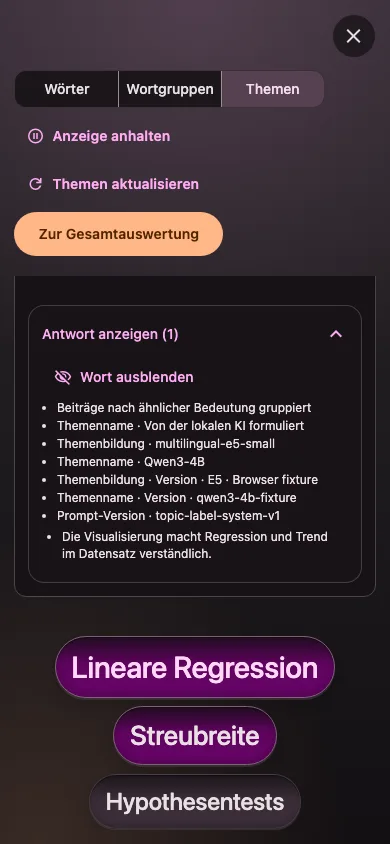 Wörter
Wortgruppen
Themen
Anzeige anhalten
Themen aktualisieren
Zur Gesamtauswertung
Antwort anzeigen (1)
Wort ausblenden
• Beiträge nach ähnlicher Bedeutung gruppiert
• Themenname · Von der lokalen KI formuliert
• Themenbildung · multilingual-e5-small
• Themenname · Qwen3-4B
• Themenbildung · Version · E5 · Browser fixture
• Themenname · Version · qwen3-4b-fixture
• Prompt-Version · topic-label-system-v1
• Die Visualisierung macht Regression und Trend
im Datensatz verständlich.
Lineare Regression
Streubreite
Hypothesentests